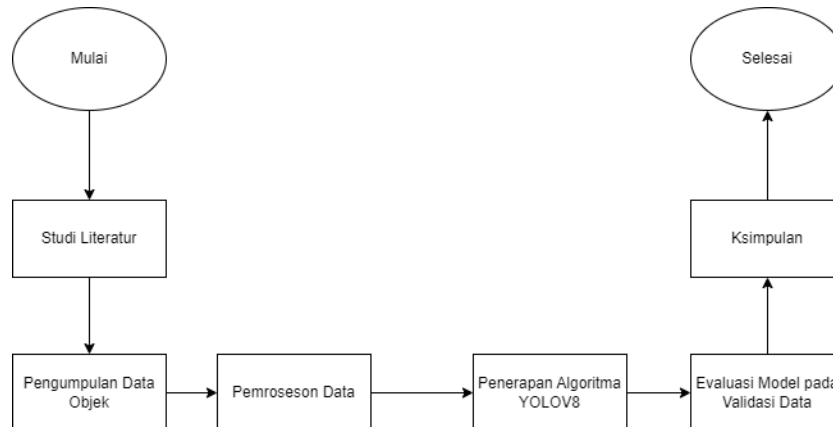 Mulai
Selesai
Studi Literatur
Ksimpulan
Pengumpulan Data
Objek
Pemroseson Data
Penerapan Algoritma
YOLOV8
Evaluasi Model pada
Validasi Data